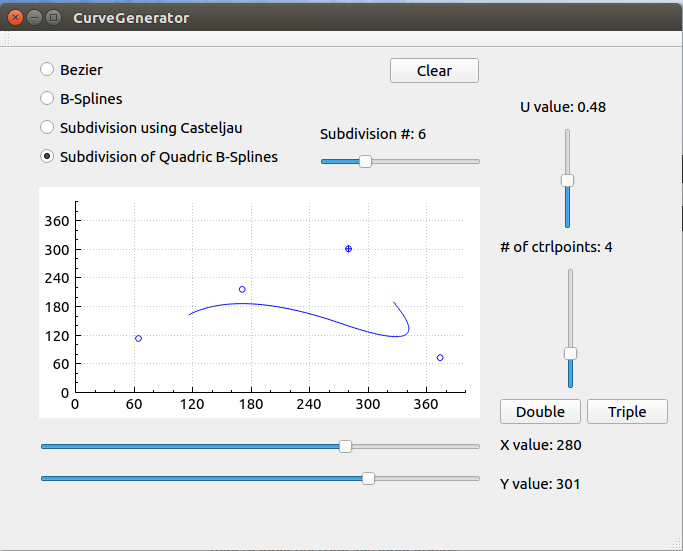 CurveGenerator
Bezier
Clear
B-Splines
U value: 0.48
Subdivision using Casteljau
Subdivision #: 6
Subdivision of Quadric B-Splines
# of ctrlpoints: 4
360
300
240
180
120
60
0
0 60 120 180 240 300 360
Double Triple
X value: 280
Y value: 301